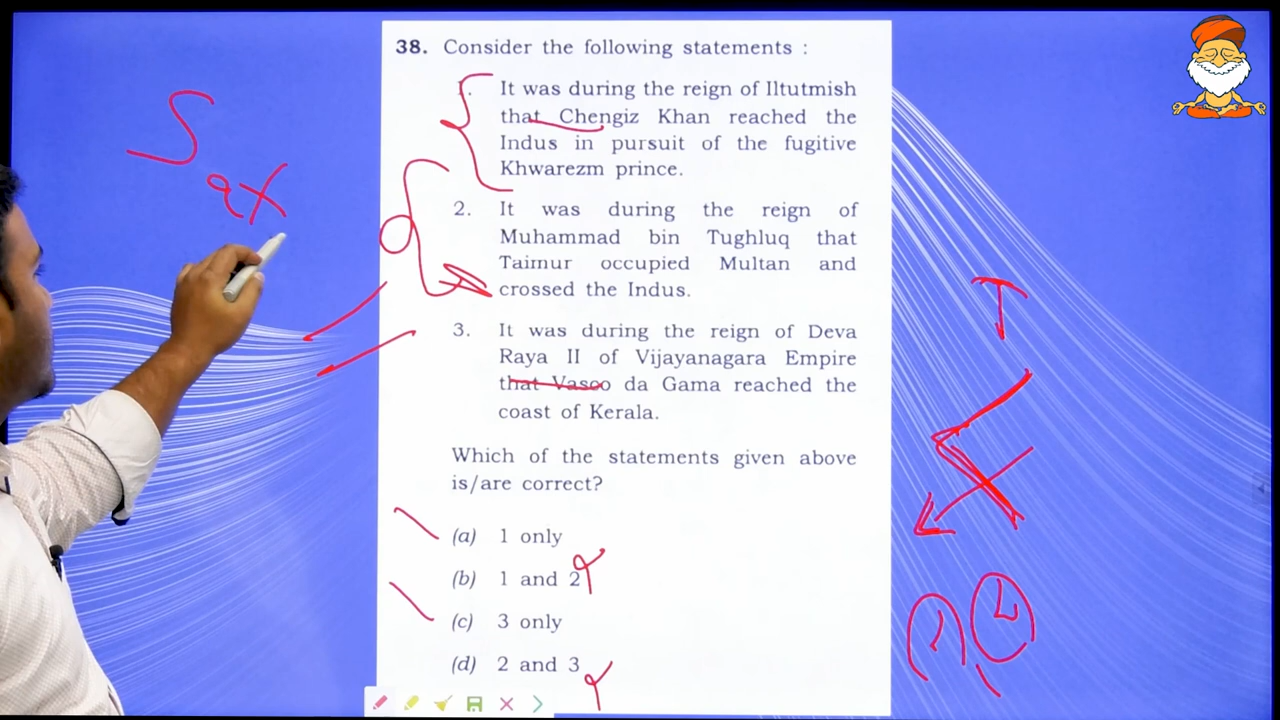 38. Consider the following statements :
1. It was during the reign of Iltutmish
that Chengiz Khan reached the
Indus in pursuit of the fugitive
Khwarezm prince.
2. It was during the reign of
Muhammad bin Tughluq that
Taimur occupied Multan and
crossed the Indus.
3. It was during the reign of Deva
Raya II of Vijayanagara Empire
that Vasco da Gama reached the
coast of Kerala.
Which of the statements given above
is/are correct?
(a) 1 only
(b) 1 and 2
(c) 3 only
(d) 2 and 3